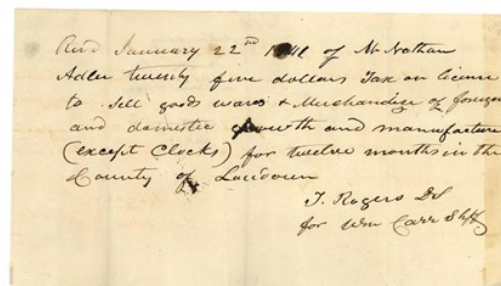 Recd January 22nd 1841 of Mr Nathan
Adler twenty five dollars Tax on license
to Sell goods wares & Merchandize of foreign
and domestic growth and manufacture
(except Clocks) for twelve months in the
County of Loudoun
T. Rogers DS
for Wm Carr Shff